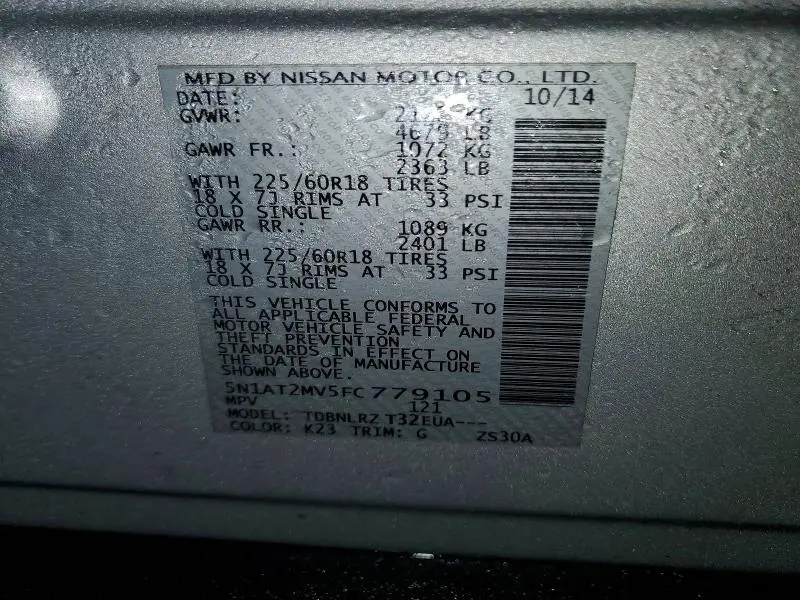 MFD BY NISSAN MOTOR CO., LTD.
DATE: 10/14
GVWR: KG
4679 LB
GAWR FR.: 1072 KG
2363 LB
WITH 225/60R18 TIRES
18 X 7J RIMS AT 33 PSI
COLD SINGLE
GAWR RR.: 1089 KG
2401 LB
WITH 225/60R18 TIRES
18 X 7J RIMS AT 33 PSI
COLD SINGLE
THIS VEHICLE CONFORMS TO
ALL APPLICABLE FEDERAL
MOTOR VEHICLE SAFETY AND
THEFT PREVENTION
STANDARDS IN EFFECT ON
THE DATE OF MANUFACTURE
SHOWN ABOVE.
5N1AT2MV5FC779105
MPV 121
MODEL: TDBNLRZ T32EUA---
COLOR: K23 TRIM: G ZS30A